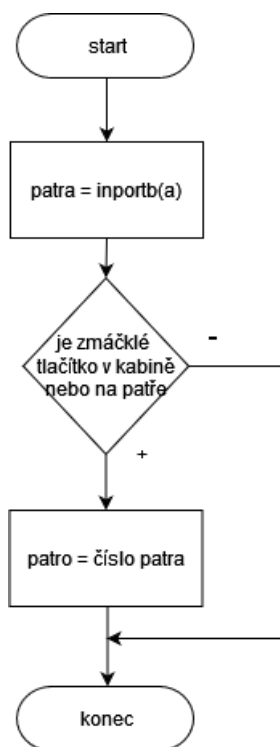 start
patra = inportb(a)
je zmáčklé
tlačítko v kabině
nebo na patře
-
+
patro = číslo patra
konec